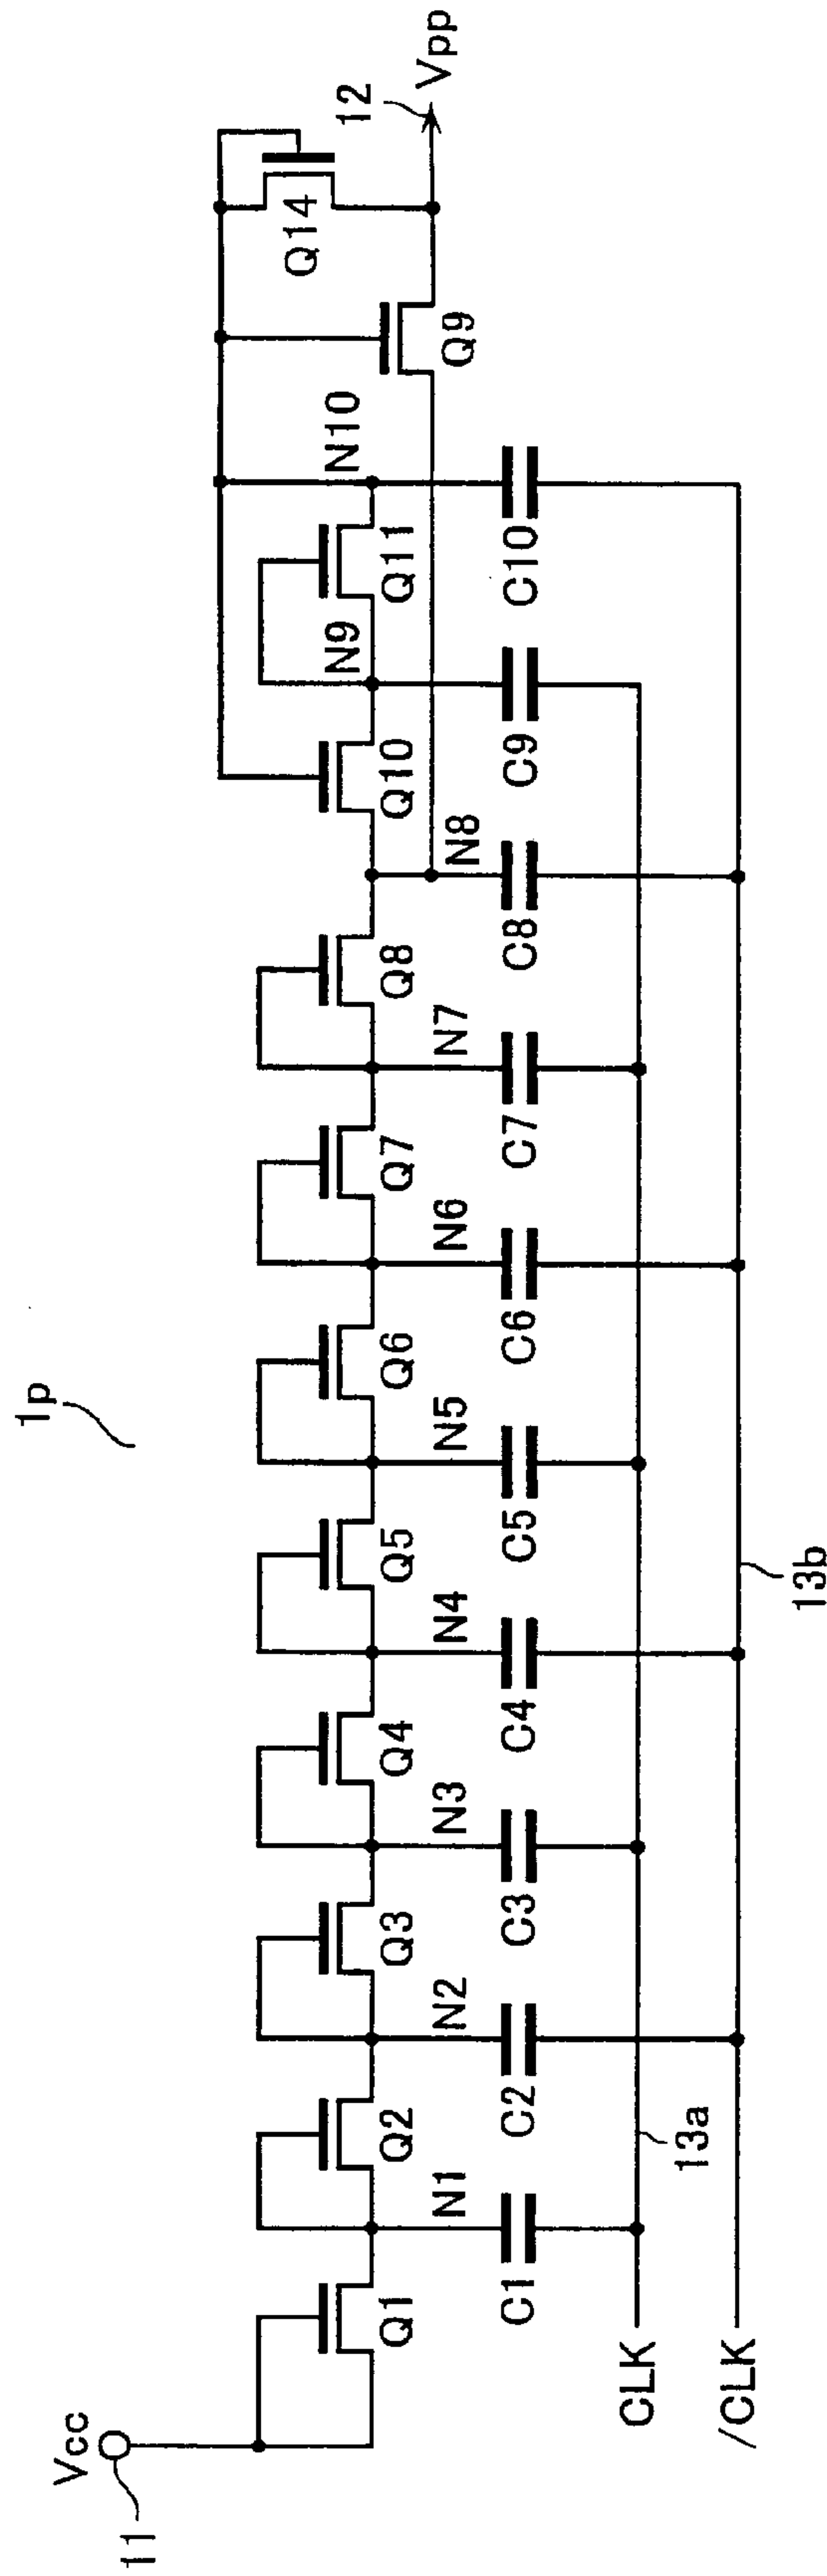 1p
Vcc
11
Q1
Q2
Q3
Q4
Q5
Q6
Q7
Q8
Q10
Q11
Q9
Q14
12
Vpp
N1
N2
N3
N4
N5
N6
N7
N8
N9
N10
C1
C2
C3
C4
C5
C6
C7
C8
C9
C10
CLK
13a
/CLK
13b